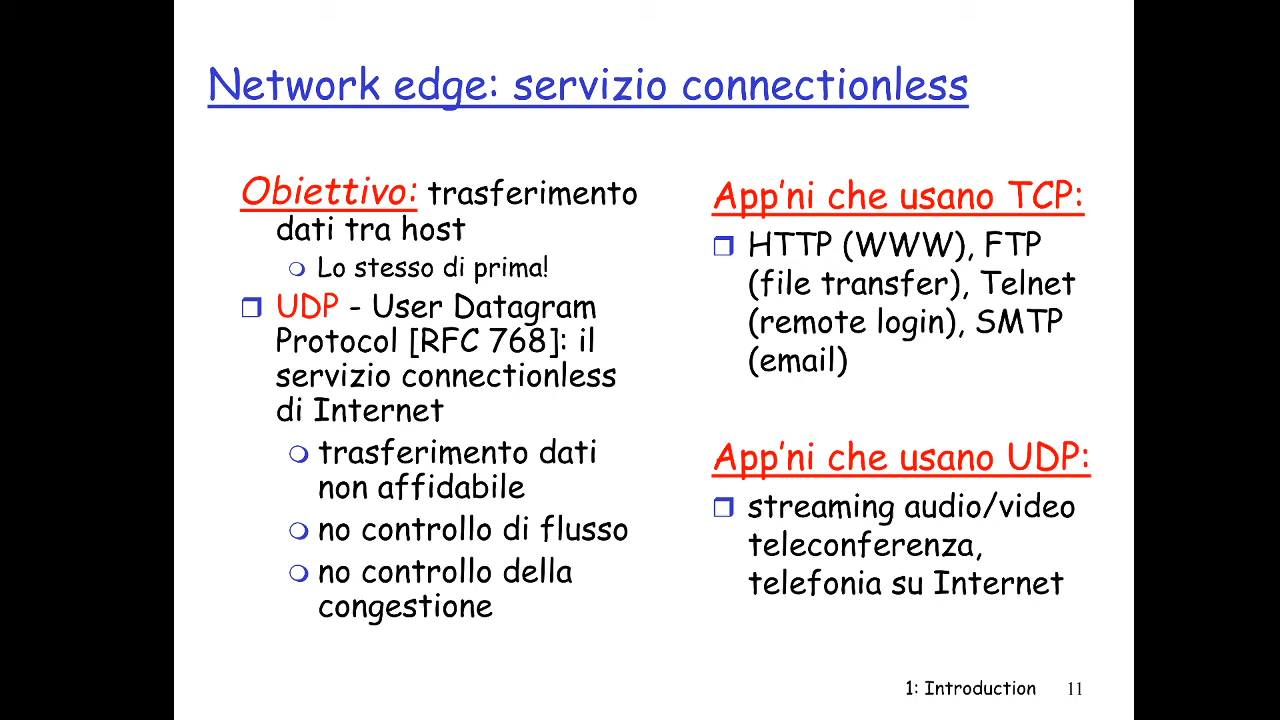 Network edge: servizio connectionless
Obiettivo: trasferimento
dati tra host
Lo stesso di prima!
UDP - User Datagram
Protocol [RFC 768]: il
servizio connectionless
di Internet
trasferimento dati
non affidabile
no controllo di flusso
no controllo della
congestione
App'ni che usano TCP:
HTTP (WWW), FTP
(file transfer), Telnet
(remote login), SMTP
(email)
App'ni che usano UDP:
streaming audio/video
teleconferenza,
telefonia su Internet
1: Introduction 11